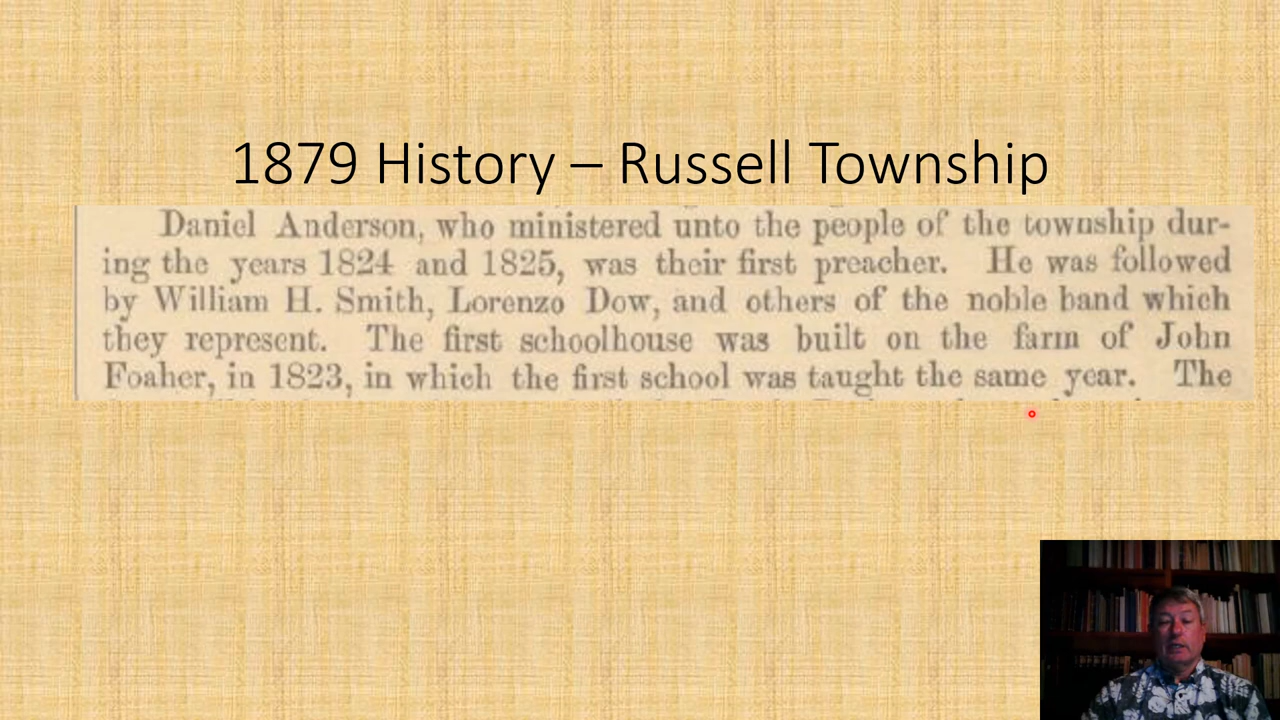 1879 History – Russell Township
Daniel Anderson, who ministered unto the people of the township dur-
ing the years 1824 and 1825, was their first preacher. He was followed
by William H. Smith, Lorenzo Dow, and others of the noble band which
they represent. The first schoolhouse was built on the farm of John
Foaher, in 1823, in which the first school was taught the same year. The